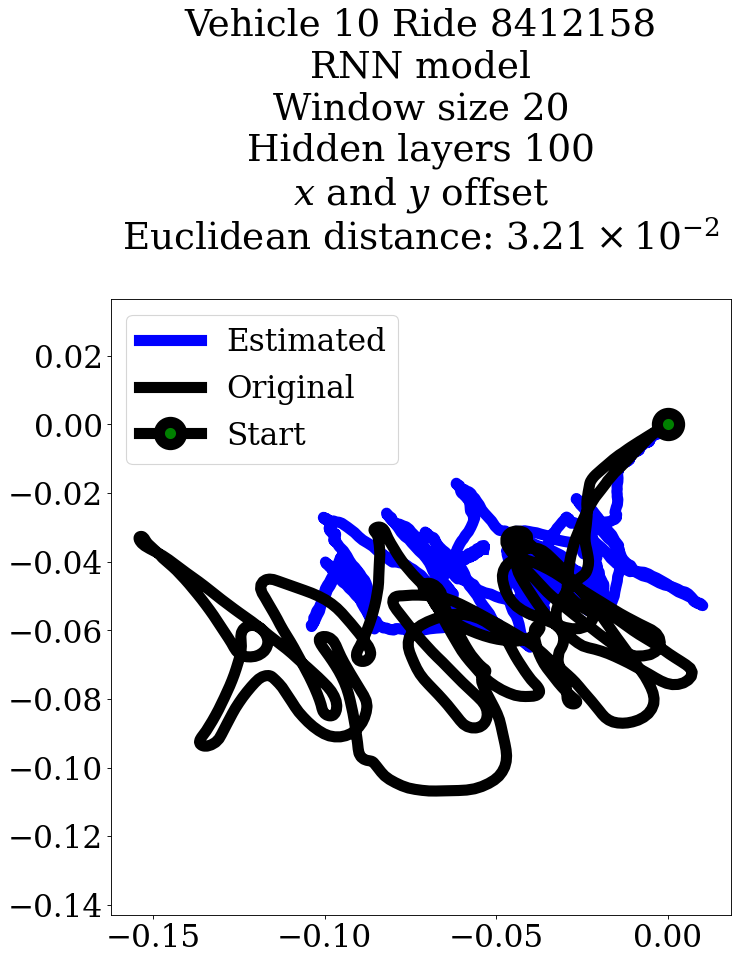 Vehicle 10 Ride 8412158
RNN model
Window size 20
Hidden layers 100
x and y offset
Euclidean distance: 3.21 × 10⁻²
Estimated
Original
Start
0.02
0.00
−0.02
−0.04
−0.06
−0.08
−0.10
−0.12
−0.14
−0.15 −0.10 −0.05 0.00